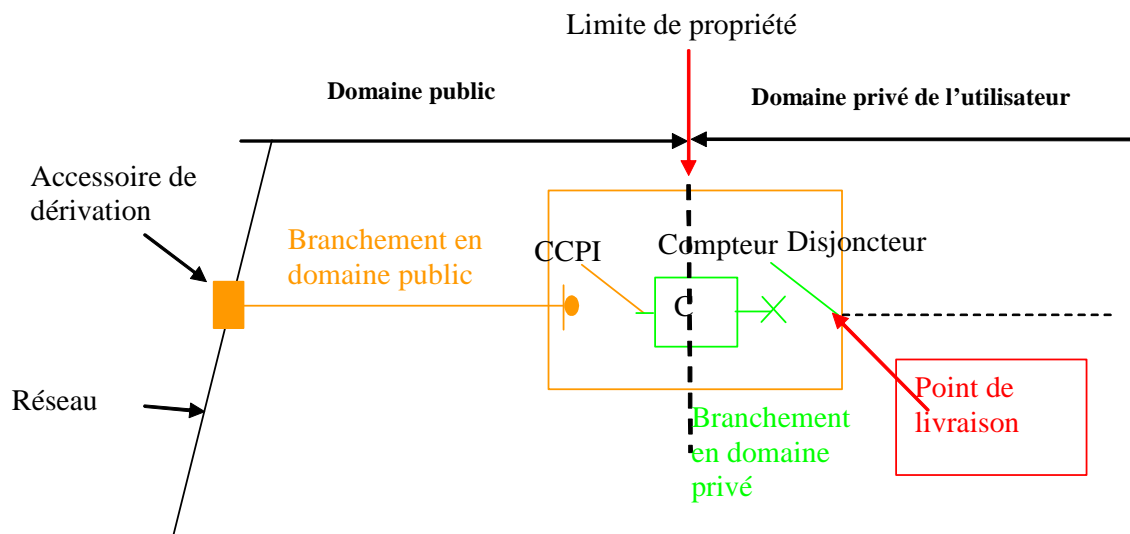 Limite de propriété
Domaine public
Domaine privé de l’utilisateur
Accessoire de
dérivation
Branchement en
domaine public
CCPI
Compteur
Disjoncteur
C
Réseau
Point de
livraison
Branchement
en domaine
privé